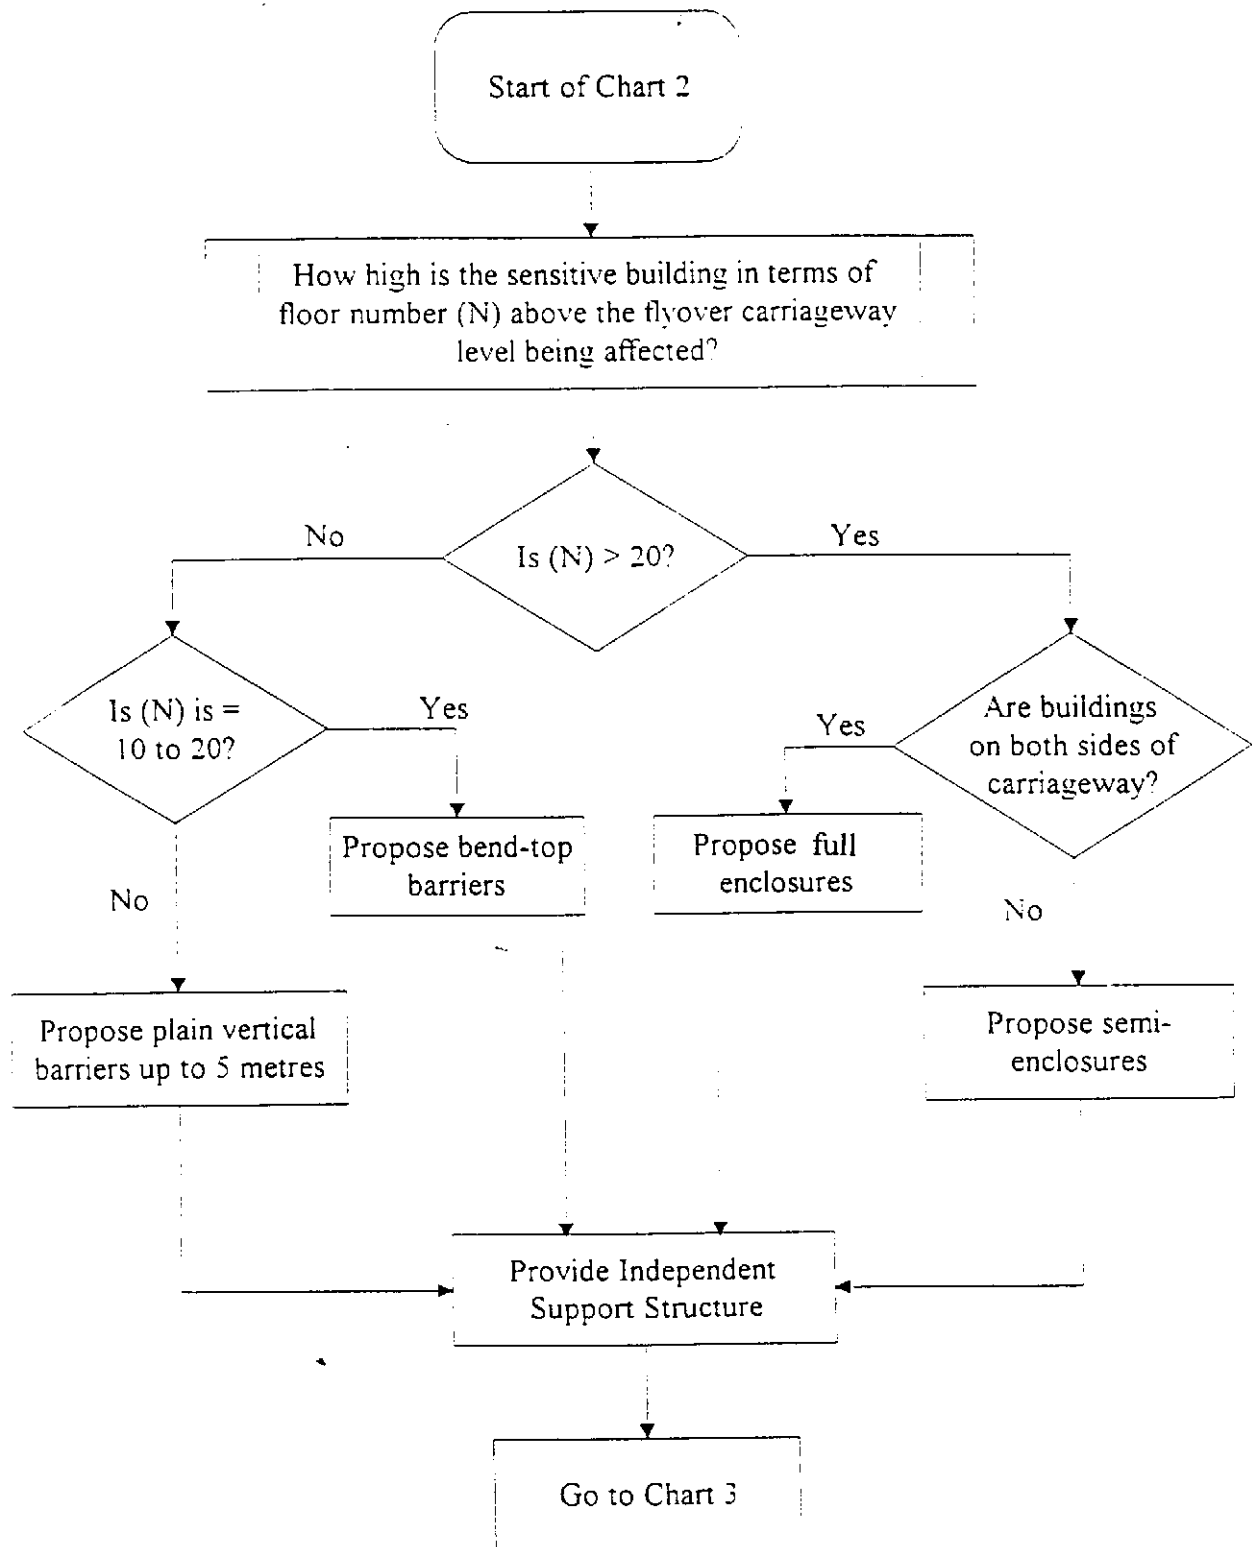 Start of Chart 2
How high is the sensitive building in terms of
floor number (N) above the flyover carriageway
level being affected?
No
Is (N) > 20?
Yes
Is (N) is =
10 to 20?
Yes
Yes
Are buildings
on both sides of
carriageway?
Propose bend-top
barriers
Propose full
enclosures
No
No
Propose plain vertical
barriers up to 5 metres
Propose semi-
enclosures
Provide Independent
Support Structure
Go to Chart 3